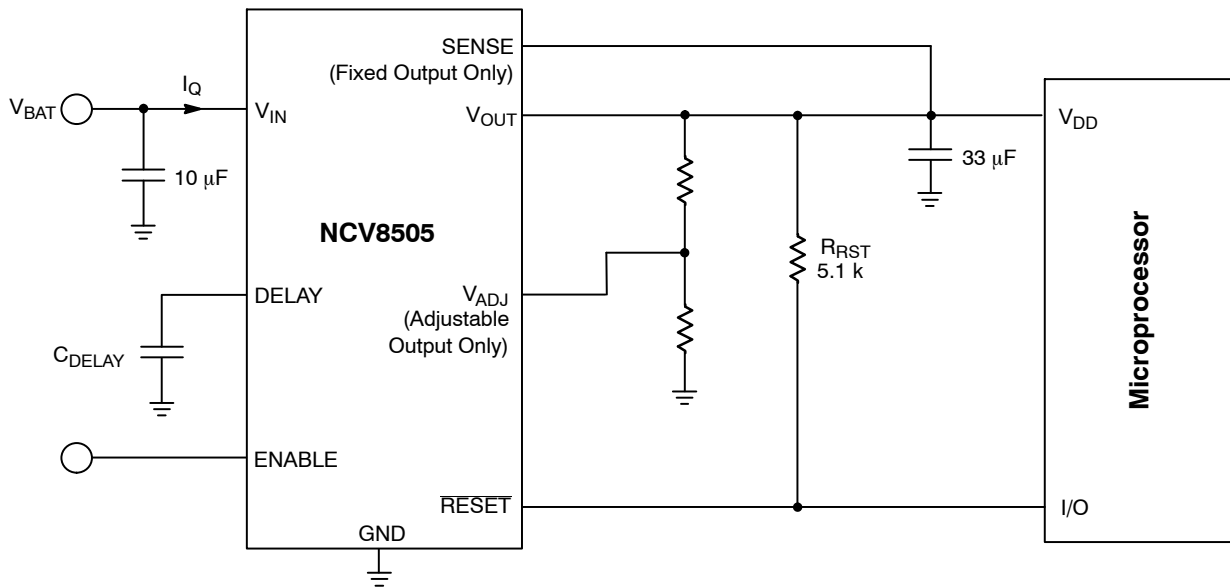 SENSE
(Fixed Output Only)
I_Q
V_BAT
V_IN
V_OUT
V_DD
10 μF
33 μF
NCV8505
R_RST
5.1 k
DELAY
V_ADJ
(Adjustable
Output Only)
C_DELAY
Microprocessor
ENABLE
RESET
I/O
GND